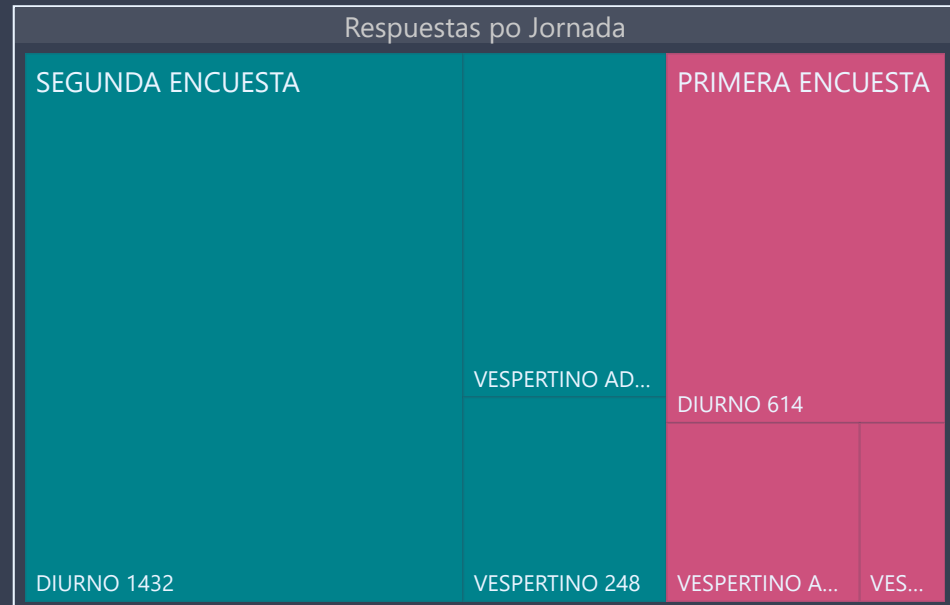 Respuestas po Jornada
SEGUNDA ENCUESTA
PRIMERA ENCUESTA
VESPERTINO AD...
DIURNO 614
DIURNO 1432
VESPERTINO 248
VESPERTINO A...
VES...